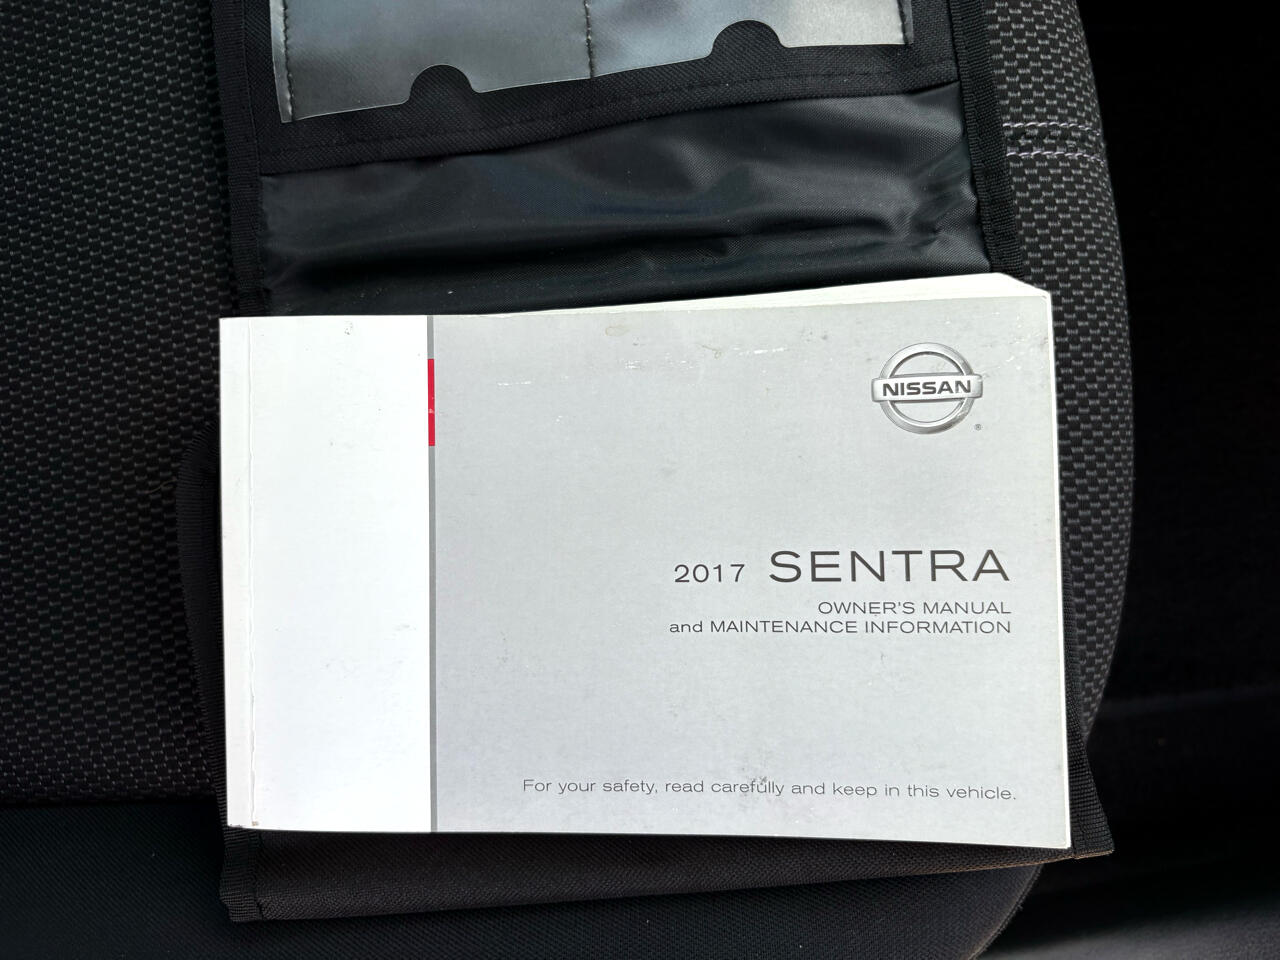 NISSAN
®
2017 SENTRA
OWNER'S MANUAL
and MAINTENANCE INFORMATION
For your safety, read carefully and keep in this vehicle.